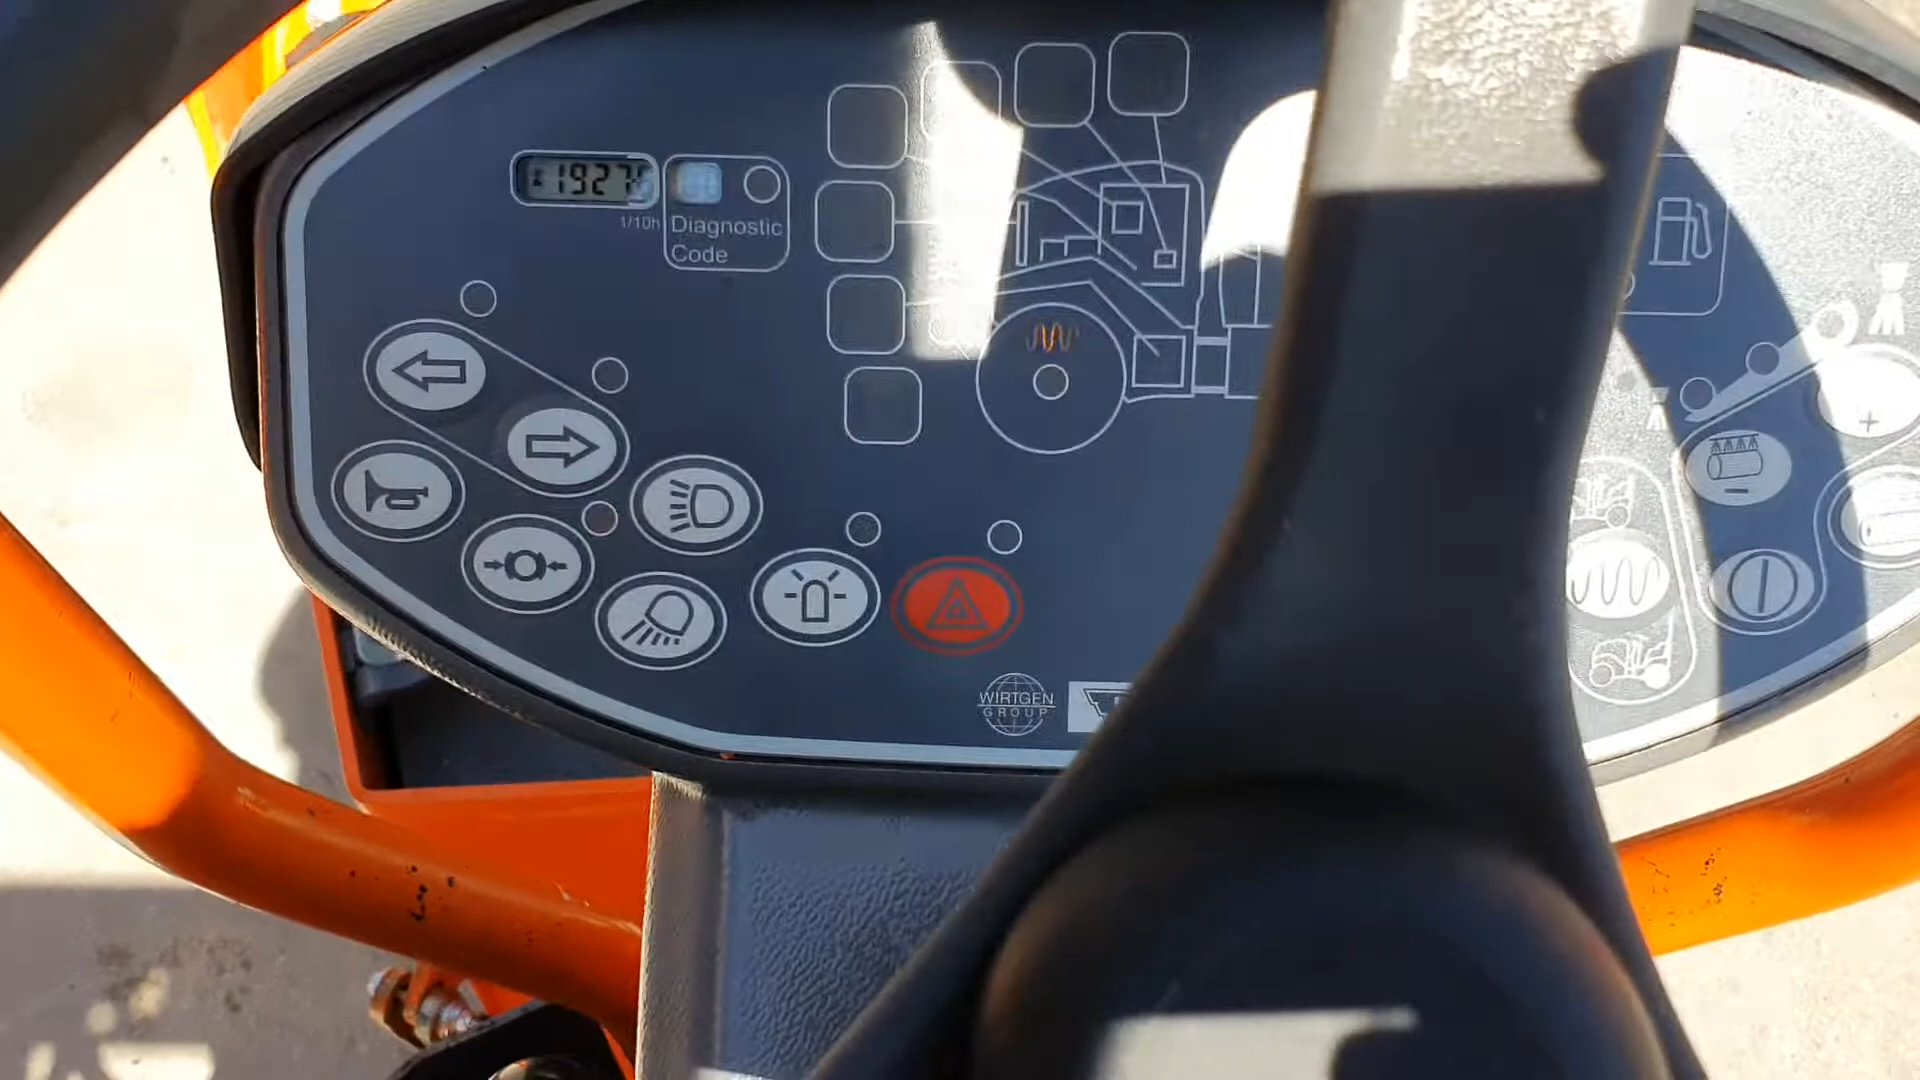 1927
1/10h
Diagnostic
Code
WIRTGEN
GROUP